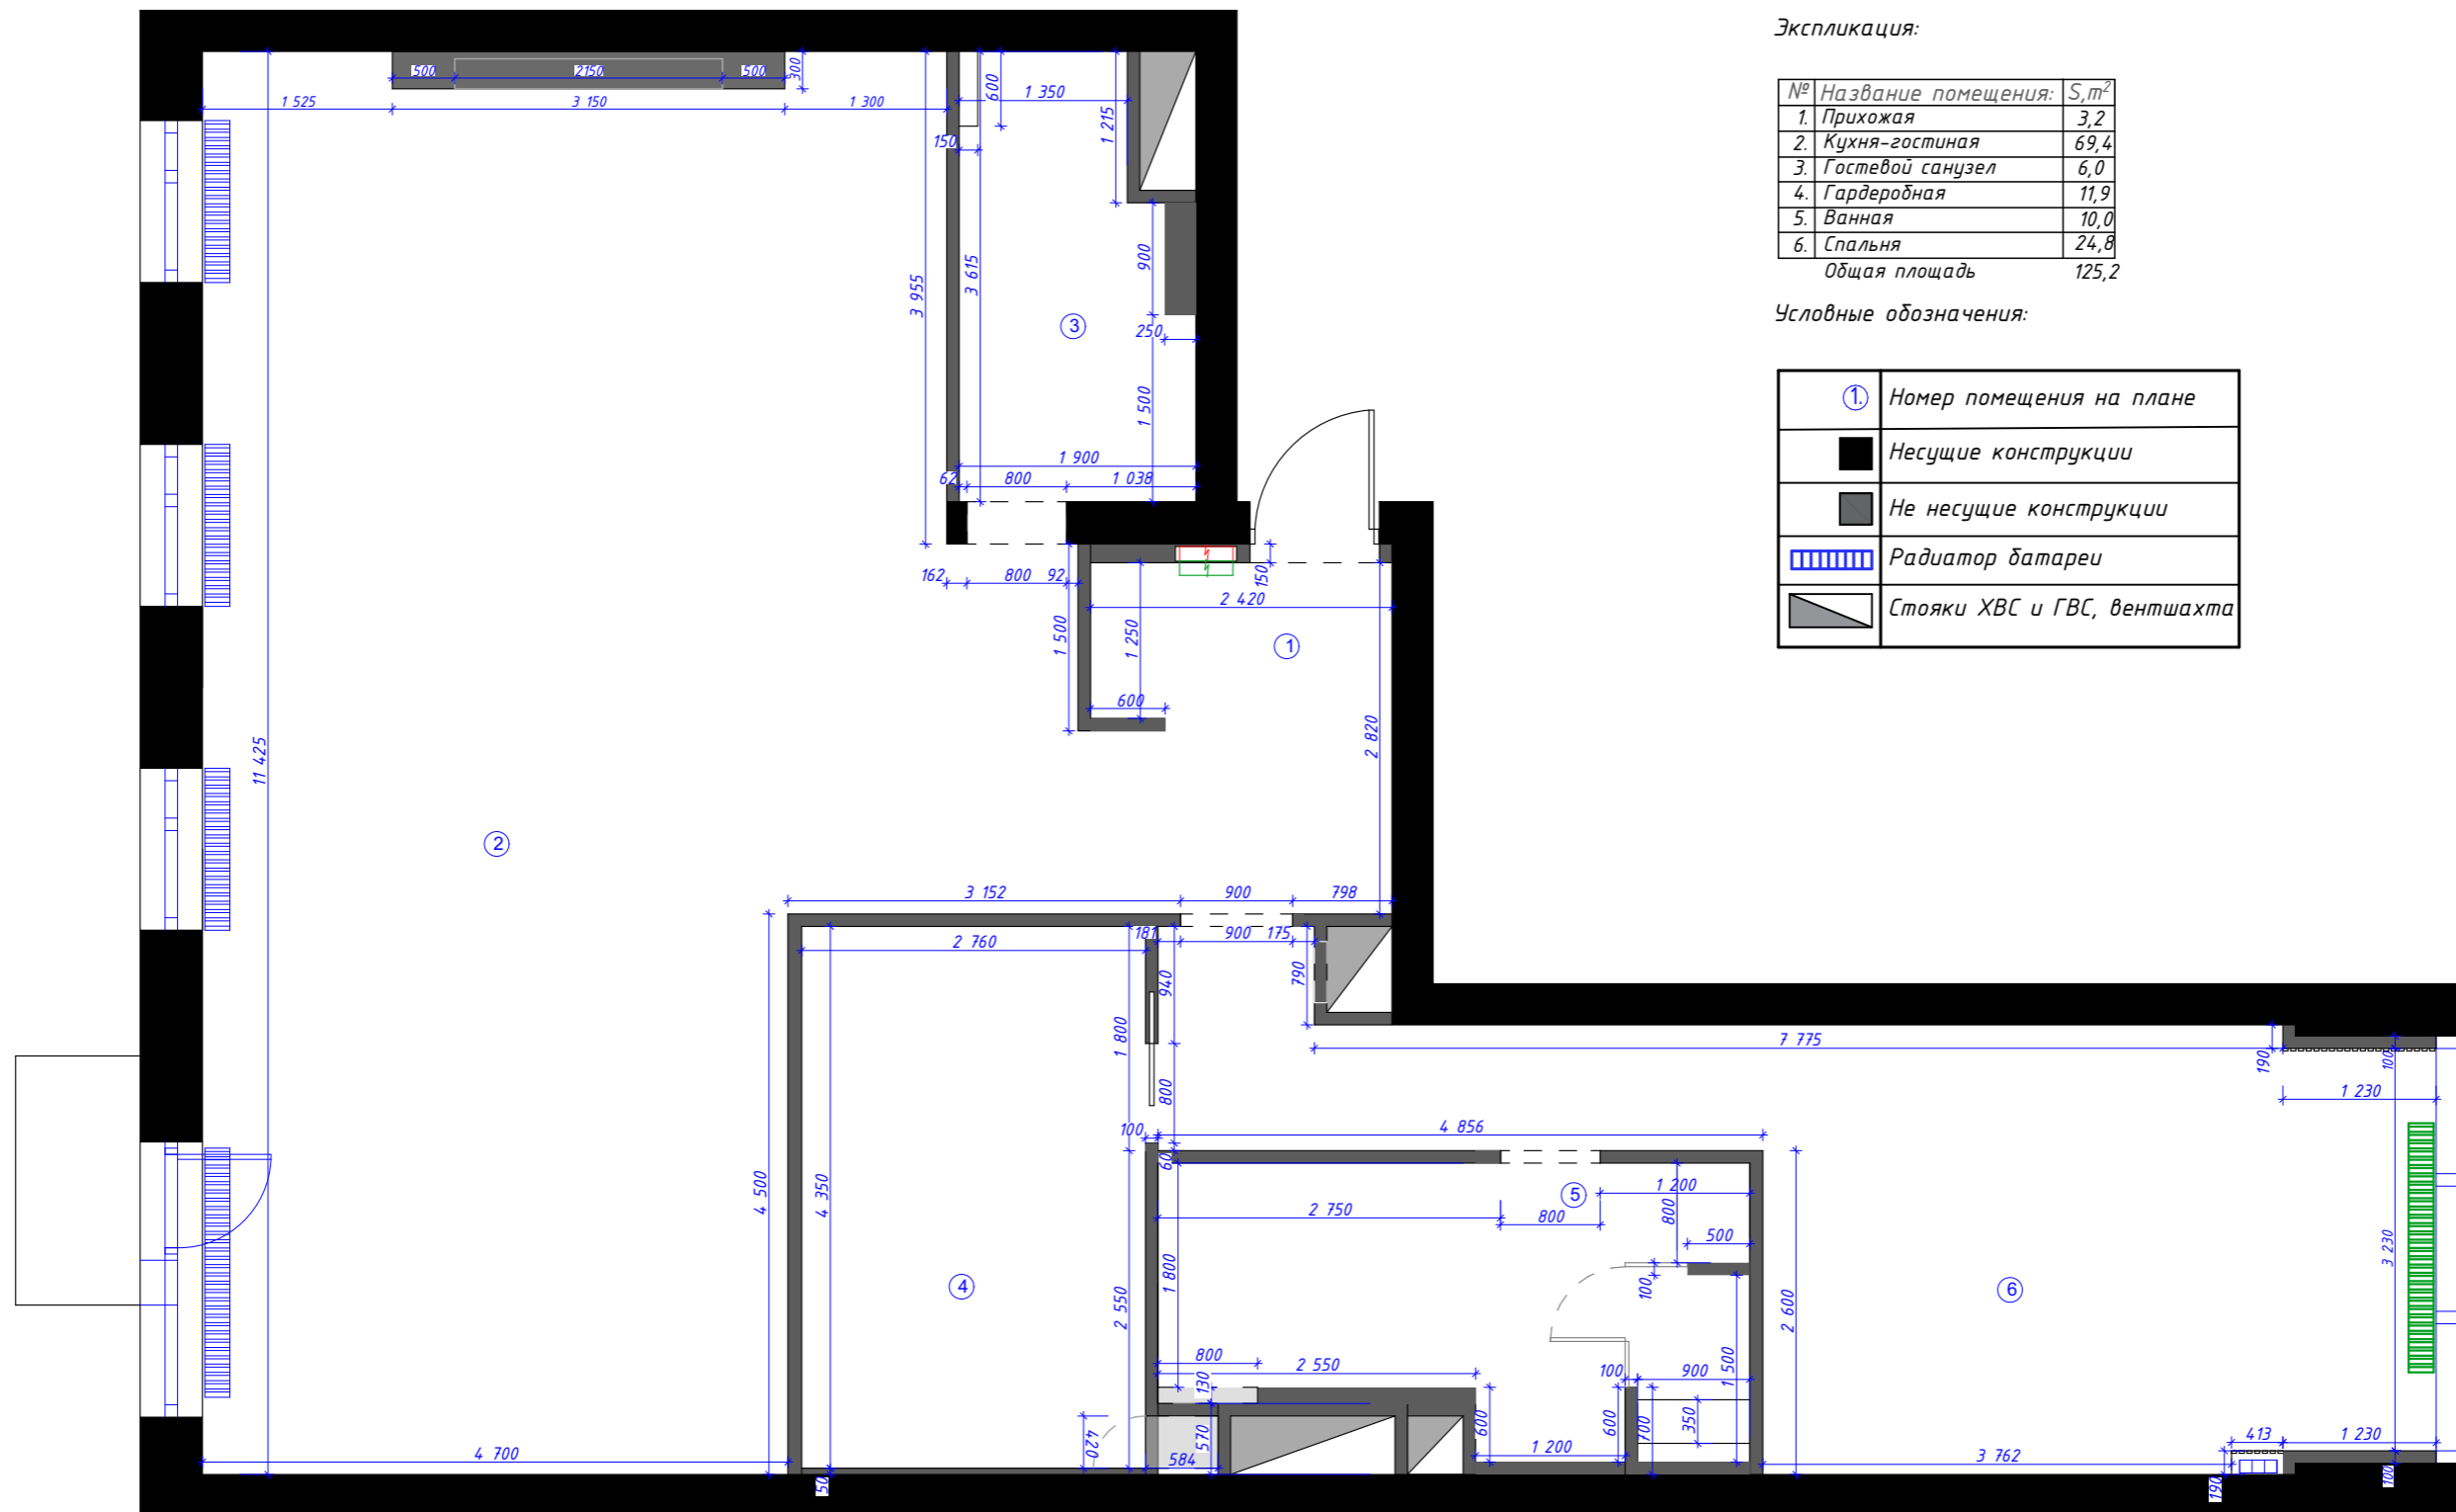 Экспликация:
№ Название помещения: S,m²
1. Прихожая 3,2
2. Кухня-гостиная 69,4
3. Гостевой санузел 6,0
4. Гардеробная 11,9
5. Ванная 10,0
6. Спальня 24,8
Общая площадь 125,2
Условные обозначения:
1. Номер помещения на плане
Несущие конструкции
Не несущие конструкции
Радиатор батареи
Стояки ХВС и ГВС, вентшахта
500 2150 500 300
1 525 3 150 1 300
600 1 350
1 215
150
900
3 955 3 615
3
250
1 500
1 900
62 800 1 038
162 800 92 150
2 420
1 500 1 250
1
600
2 820
11 425
2
3 152 900 798
2 760 181 900 175
940 790
1 800
7 775
190 100
800
1 230
100 4 856
60
5 1 200
4 500 4 350
2 750 800 800
500
3 230
1 800 100
4 2 550 6
2 600
800 2 550 100 900 1 500
130
600 600 700 350
420 570 413 1 230
4 700 584 1 200 3 762
50 190 100